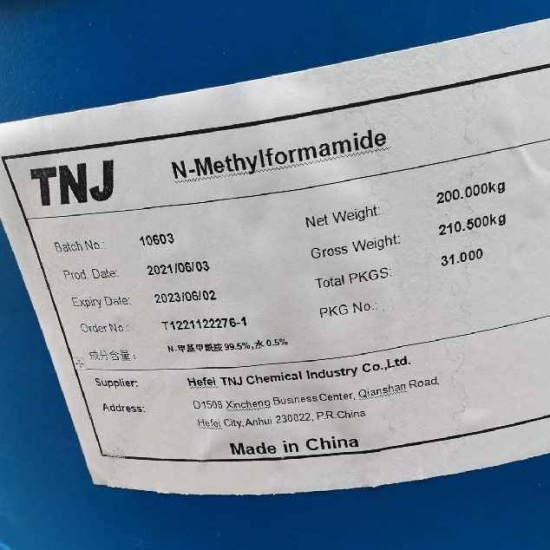 TNJ
N-Methylformamide
Batch No.: 10603
Prod. Date: 2021/06/03
Expiry Date: 2023/06/02
Order No.: T1221122276-1
成分含量: N-甲基甲酰胺 99.5%,水 0.5%
Net Weight: 200.000kg
Gross Weight: 210.500kg
Total PKGS: 31.000
PKG No.:
Supplier: Hefei TNJ Chemical Industry Co.,Ltd.
Address: D1508 Xincheng Business Center, Qianshan Road,
Hefei City, Anhui 230022, P.R.China
Made in China